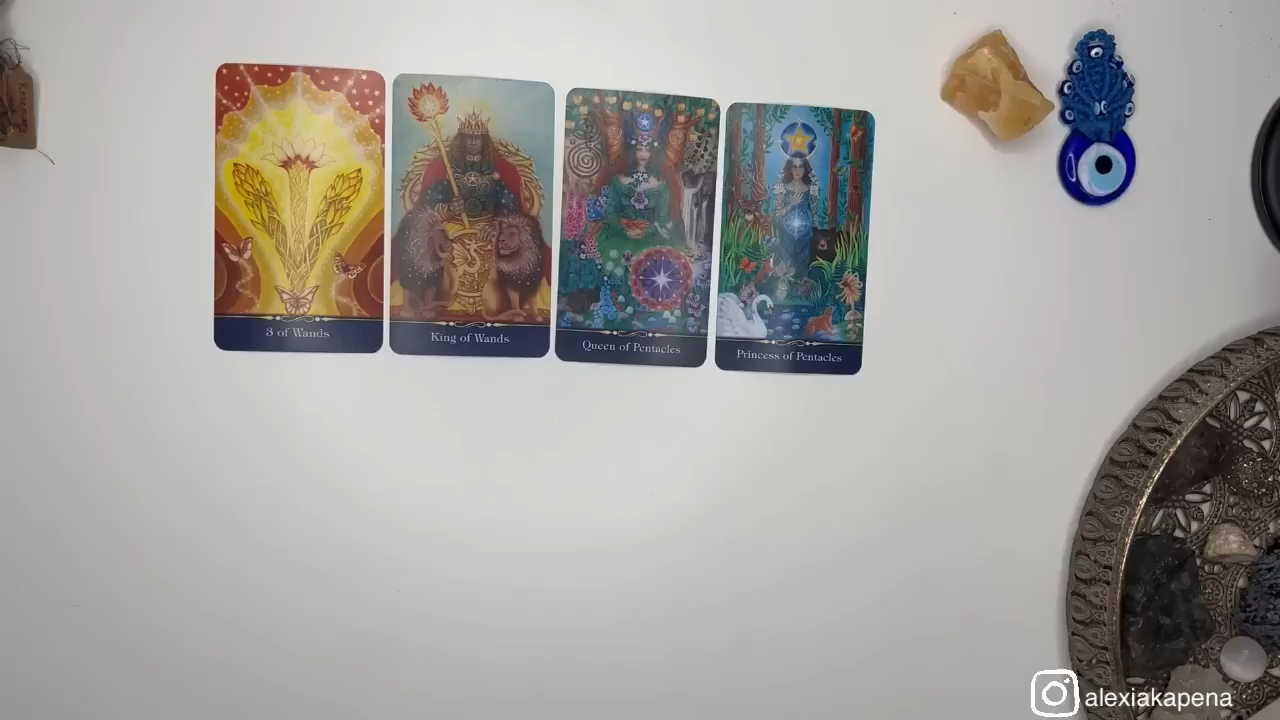 3 of Wands
King of Wands
Queen of Pentacles
Princess of Pentacles
alexiakapena